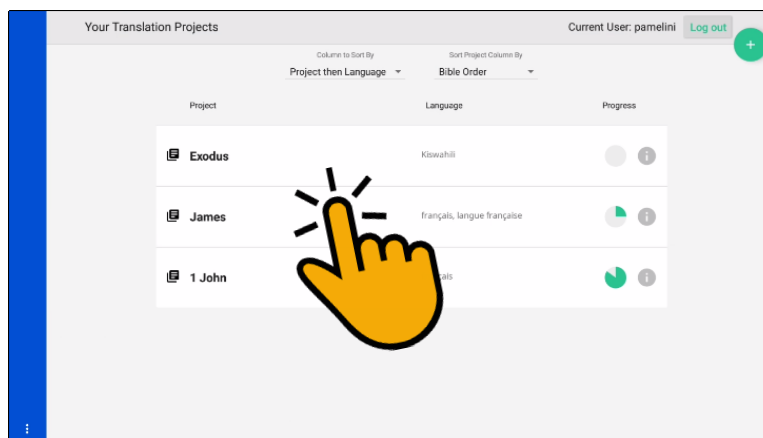 Your Translation Projects
Current User: pamelini
Log out
Column to Sort By
Sort Project Column By
Project then Language
Bible Order
Project
Language
Progress
Exodus
Kiswahili
James
français, langue française
1 John